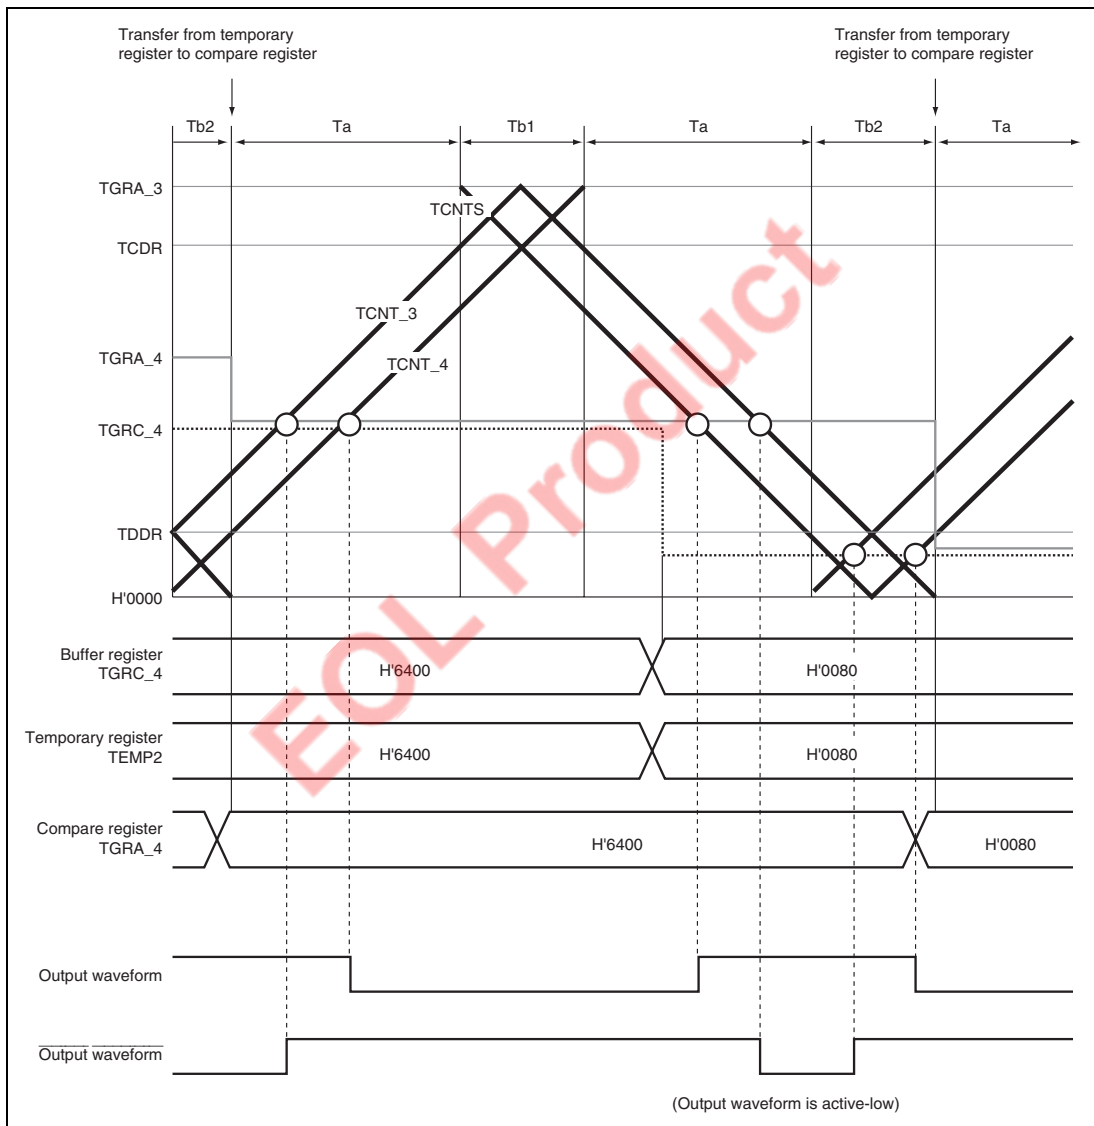 Transfer from temporary
register to compare register
Transfer from temporary
register to compare register
Tb2
Ta
Tb1
Ta
Tb2
Ta
TGRA_3
TCNTS
TCDR
TCNT_3
TGRA_4
TCNT_4
TGRC_4
TDDR
H'0000
EOL Product
Buffer register
TGRC_4
H'6400
H'0080
Temporary register
TEMP2
H'6400
H'0080
Compare register
TGRA_4
H'6400
H'0080
Output waveform
Output waveform
(Output waveform is active-low)